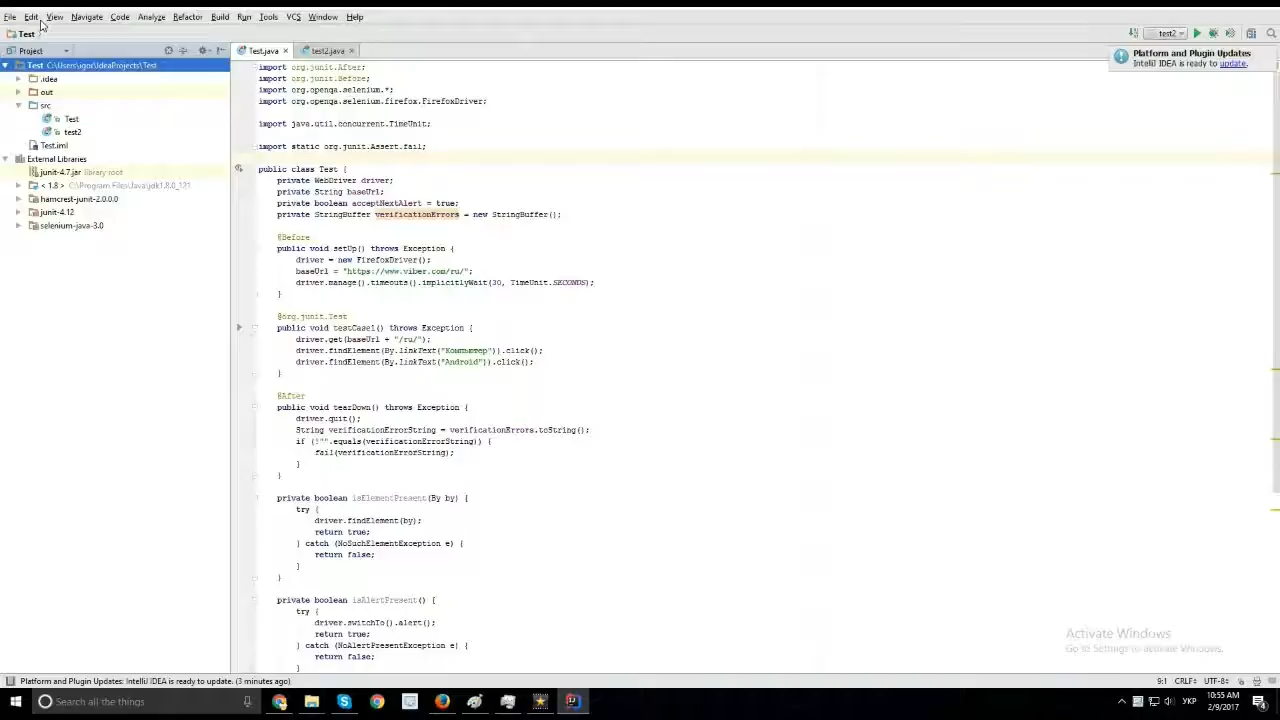 File Edit View Navigate Code Analyze Refactor Build Run Tools VCS Window Help
Test
test2
Project
Test.java
test2.java
Platform and Plugin Updates
IntelliJ IDEA is ready to update.
Test C:\Users\igor\IdeaProjects\Test
.idea
out
src
Test
test2
Test.iml
External Libraries
junit-4.7.jar library root
< 1.8 > C:\Program Files\Java\jdk1.8.0_121
hamcrest-junit-2.0.0.0
junit-4.12
selenium-java-3.0
import org.junit.After;
import org.junit.Before;
import org.openqa.selenium.*;
import org.openqa.selenium.firefox.FirefoxDriver;
import java.util.concurrent.TimeUnit;
import static org.junit.Assert.fail;
public class Test {
private WebDriver driver;
private String baseUrl;
private boolean acceptNextAlert = true;
private StringBuffer verificationErrors = new StringBuffer();
@Before
public void setUp() throws Exception {
driver = new FirefoxDriver();
baseUrl = "https://www.viber.com/ru/";
driver.manage().timeouts().implicitlyWait(30, TimeUnit.SECONDS);
}
@org.junit.Test
public void testCase1() throws Exception {
driver.get(baseUrl + "/ru/");
driver.findElement(By.linkText("Компьютер")).click();
driver.findElement(By.linkText("Android")).click();
}
@After
public void tearDown() throws Exception {
driver.quit();
String verificationErrorString = verificationErrors.toString();
if (!"".equals(verificationErrorString)) {
fail(verificationErrorString);
}
}
private boolean isElementPresent(By by) {
try {
driver.findElement(by);
return true;
} catch (NoSuchElementException e) {
return false;
}
}
private boolean isAlertPresent() {
try {
driver.switchTo().alert();
return true;
} catch (NoAlertPresentException e) {
return false;
}
Activate Windows
Go to Settings to activate Windows.
Platform and Plugin Updates: IntelliJ IDEA is ready to update. (3 minutes ago)
9:1 CRLF÷ UTF-8÷
Search all the things
УКР
10:55 AM
2/9/2017